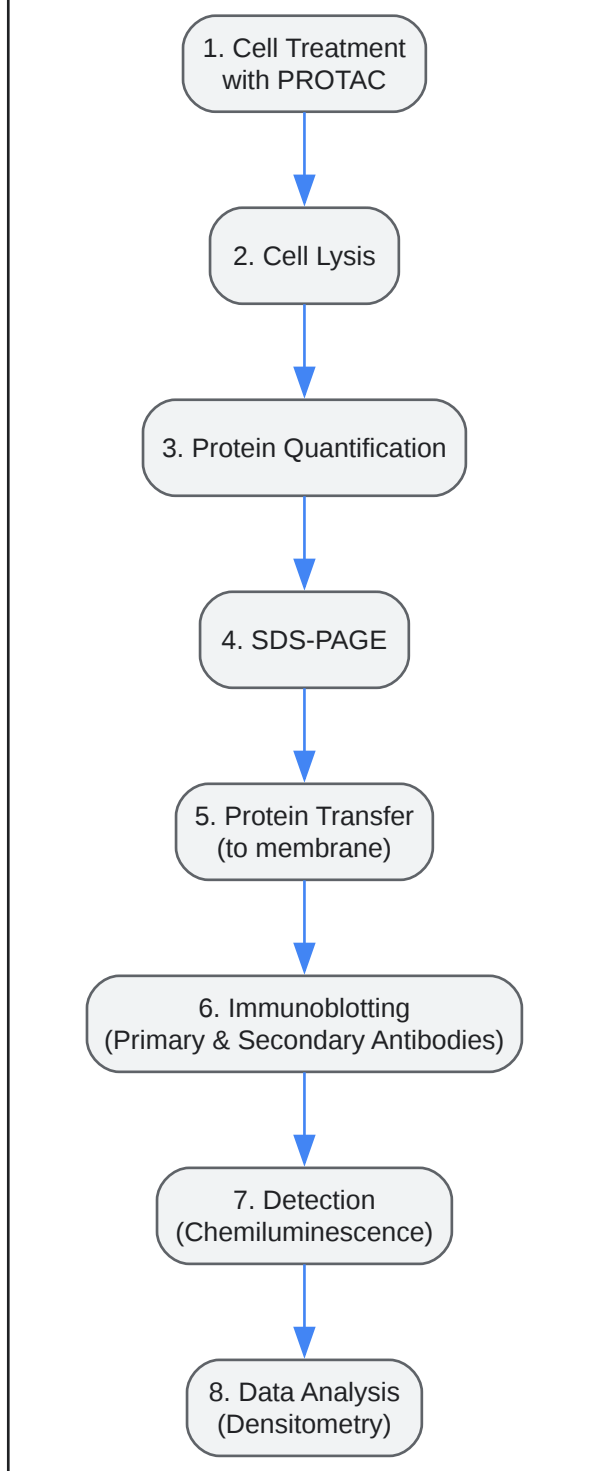 1. Cell Treatment
with PROTAC
2. Cell Lysis
3. Protein Quantification
4. SDS-PAGE
5. Protein Transfer
(to membrane)
6. Immunoblotting
(Primary & Secondary Antibodies)
7. Detection
(Chemiluminescence)
8. Data Analysis
(Densitometry)